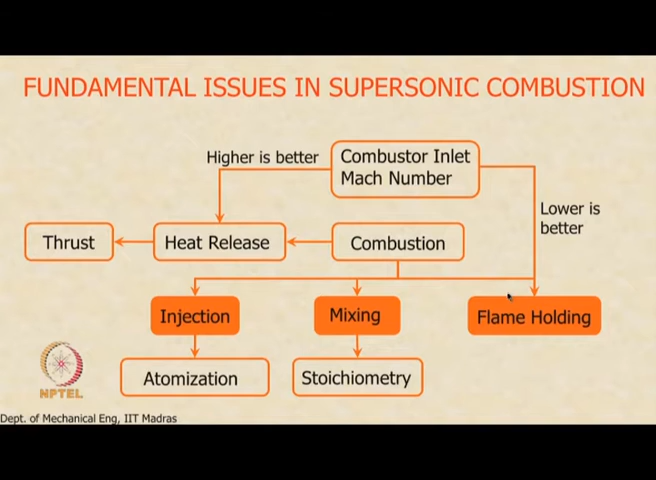 FUNDAMENTAL ISSUES IN SUPERSONIC COMBUSTION
Higher is better
Combustor Inlet
Mach Number
Lower is
better
Thrust
Heat Release
Combustion
Injection
Mixing
Flame Holding
Atomization
Stoichiometry
NPTEL
Dept. of Mechanical Eng, IIT Madras